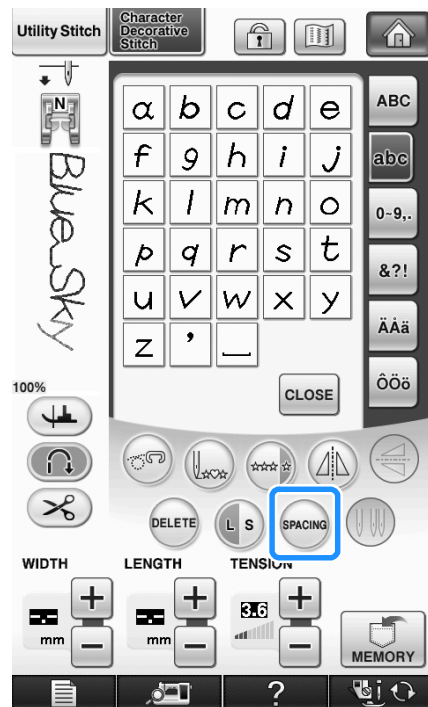 Utility Stitch
Character
Decorative
Stitch
N
Blue_Sky
a b c d e
f g h i j
k l m n o
p q r s t
u v w x y
z ' _
CLOSE
ABC
abc
0~9,.
&?!
ÄÅä
ÔÖö
100%
DELETE
L S
SPACING
WIDTH
LENGTH
TENSION
mm
mm
3.6
MEMORY
?